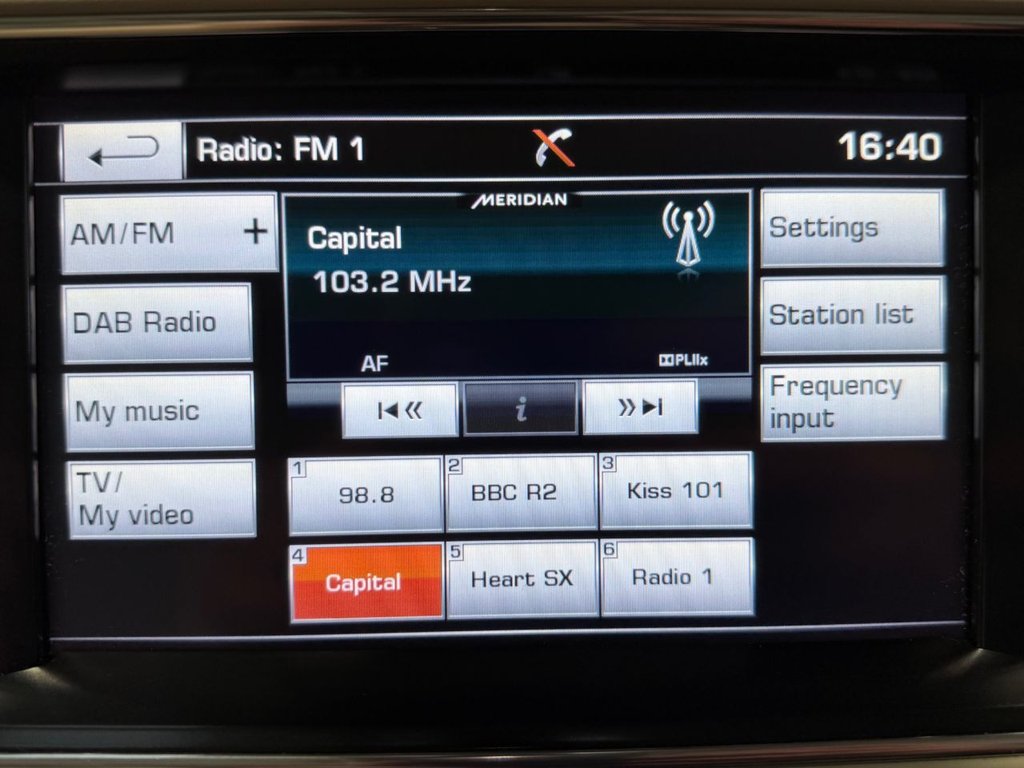 Radio: FM 1
16:40
AM/FM +
MERIDIAN
Capital
103.2 MHz
AF
PLIIx
Settings
DAB Radio
Station list
My music
i
Frequency
input
TV/
My video
1
98.8
2
BBC R2
3
Kiss 101
4
Capital
5
Heart SX
6
Radio 1